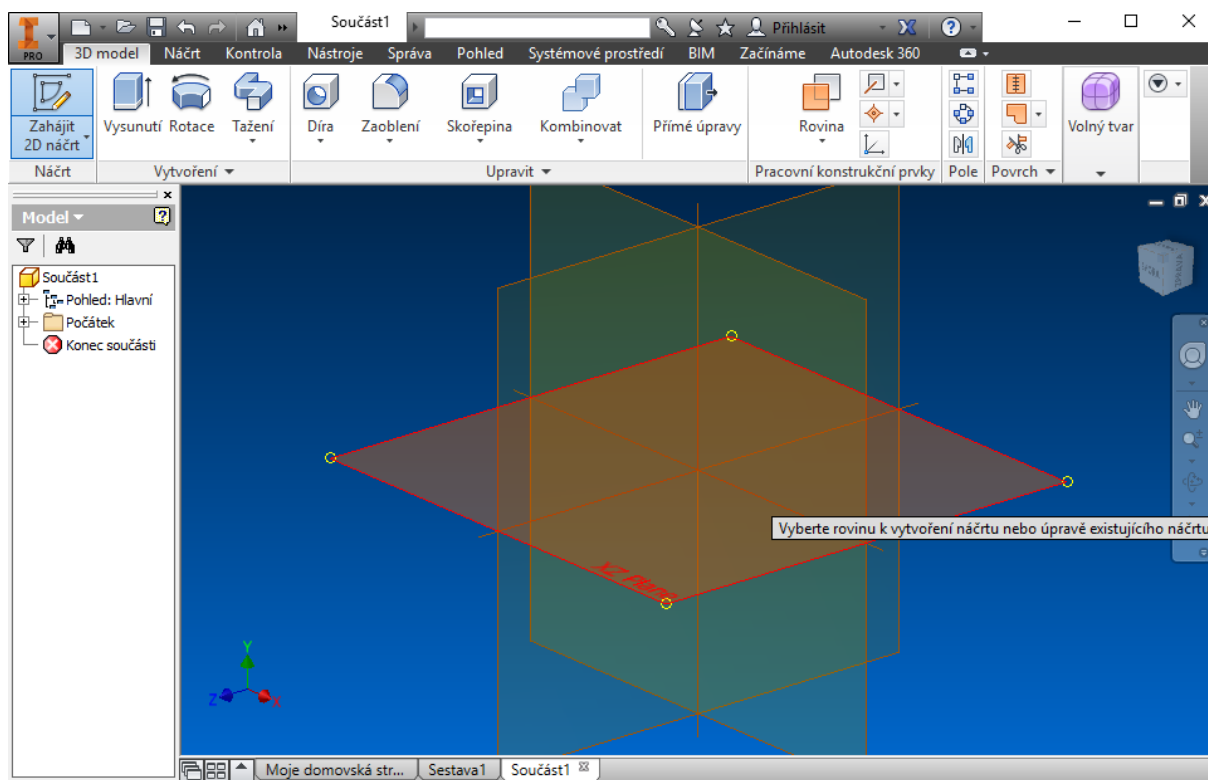 Součást1
Přihlásit
PRO
3D model Náčrt Kontrola Nástroje Správa Pohled Systémové prostředí BIM Začínáme Autodesk 360
Zahájit
2D náčrt
Vysunutí Rotace Tažení Díra Zaoblení Skořepina Kombinovat Přímé úpravy Rovina Volný tvar
Náčrt Vytvoření Upravit Pracovní konstrukční prvky Pole Povrch
Model
Součást1
Pohled: Hlavní
Počátek
Konec součásti
ZPRAVA
Vyberte rovinu k vytvoření náčrtu nebo úpravě existujícího náčrtu
XZ Plane
Y
Z X
Moje domovská str... Sestava1 Součást1